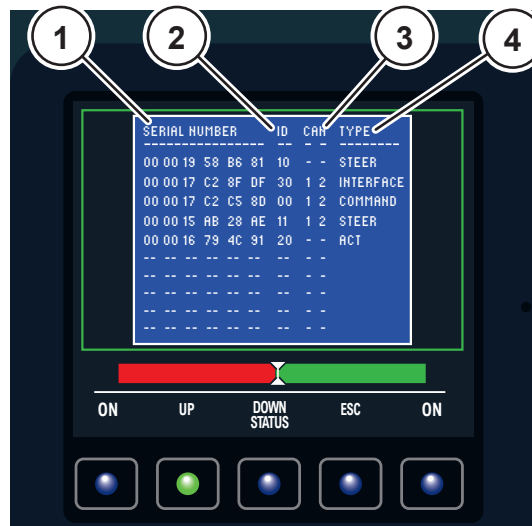 1 2 3 4
SERIAL NUMBER ID CAN TYPE
----------------- -- --- --------
00 00 19 58 B6 81 10 - - STEER
00 00 17 C2 8F DF 30 1 2 INTERFACE
00 00 17 C2 C5 8D 00 1 2 COMMAND
00 00 15 AB 28 AE 11 1 2 STEER
00 00 16 79 4C 91 20 - - ACT
-- -- -- -- -- -- -- - -
-- -- -- -- -- -- -- - -
-- -- -- -- -- -- -- - -
-- -- -- -- -- -- -- - -
-- -- -- -- -- -- -- - -
ON UP DOWN ESC ON
STATUS